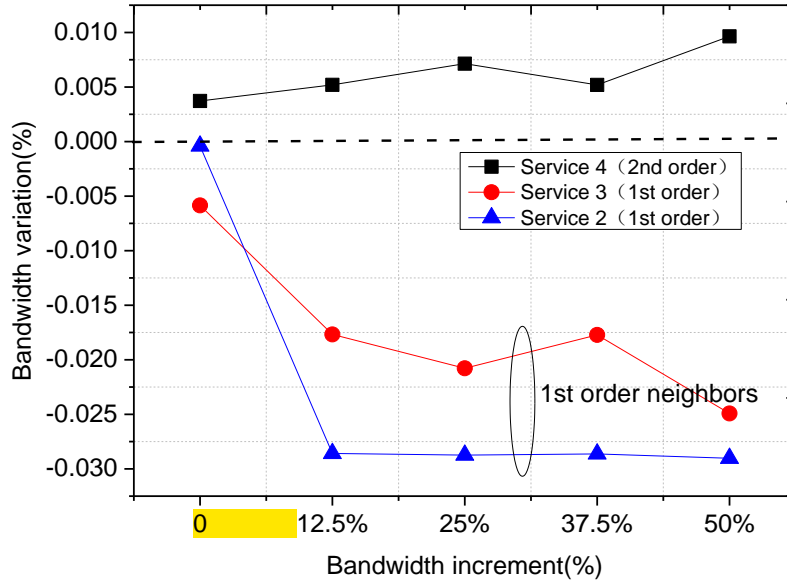 0.010
0.005
0.000
-0.005
-0.010
-0.015
-0.020
-0.025
-0.030
Bandwidth variation(%)
Service 4（2nd order）
Service 3（1st order）
Service 2（1st order）
1st order neighbors
0 12.5% 25% 37.5% 50%
Bandwidth increment(%)